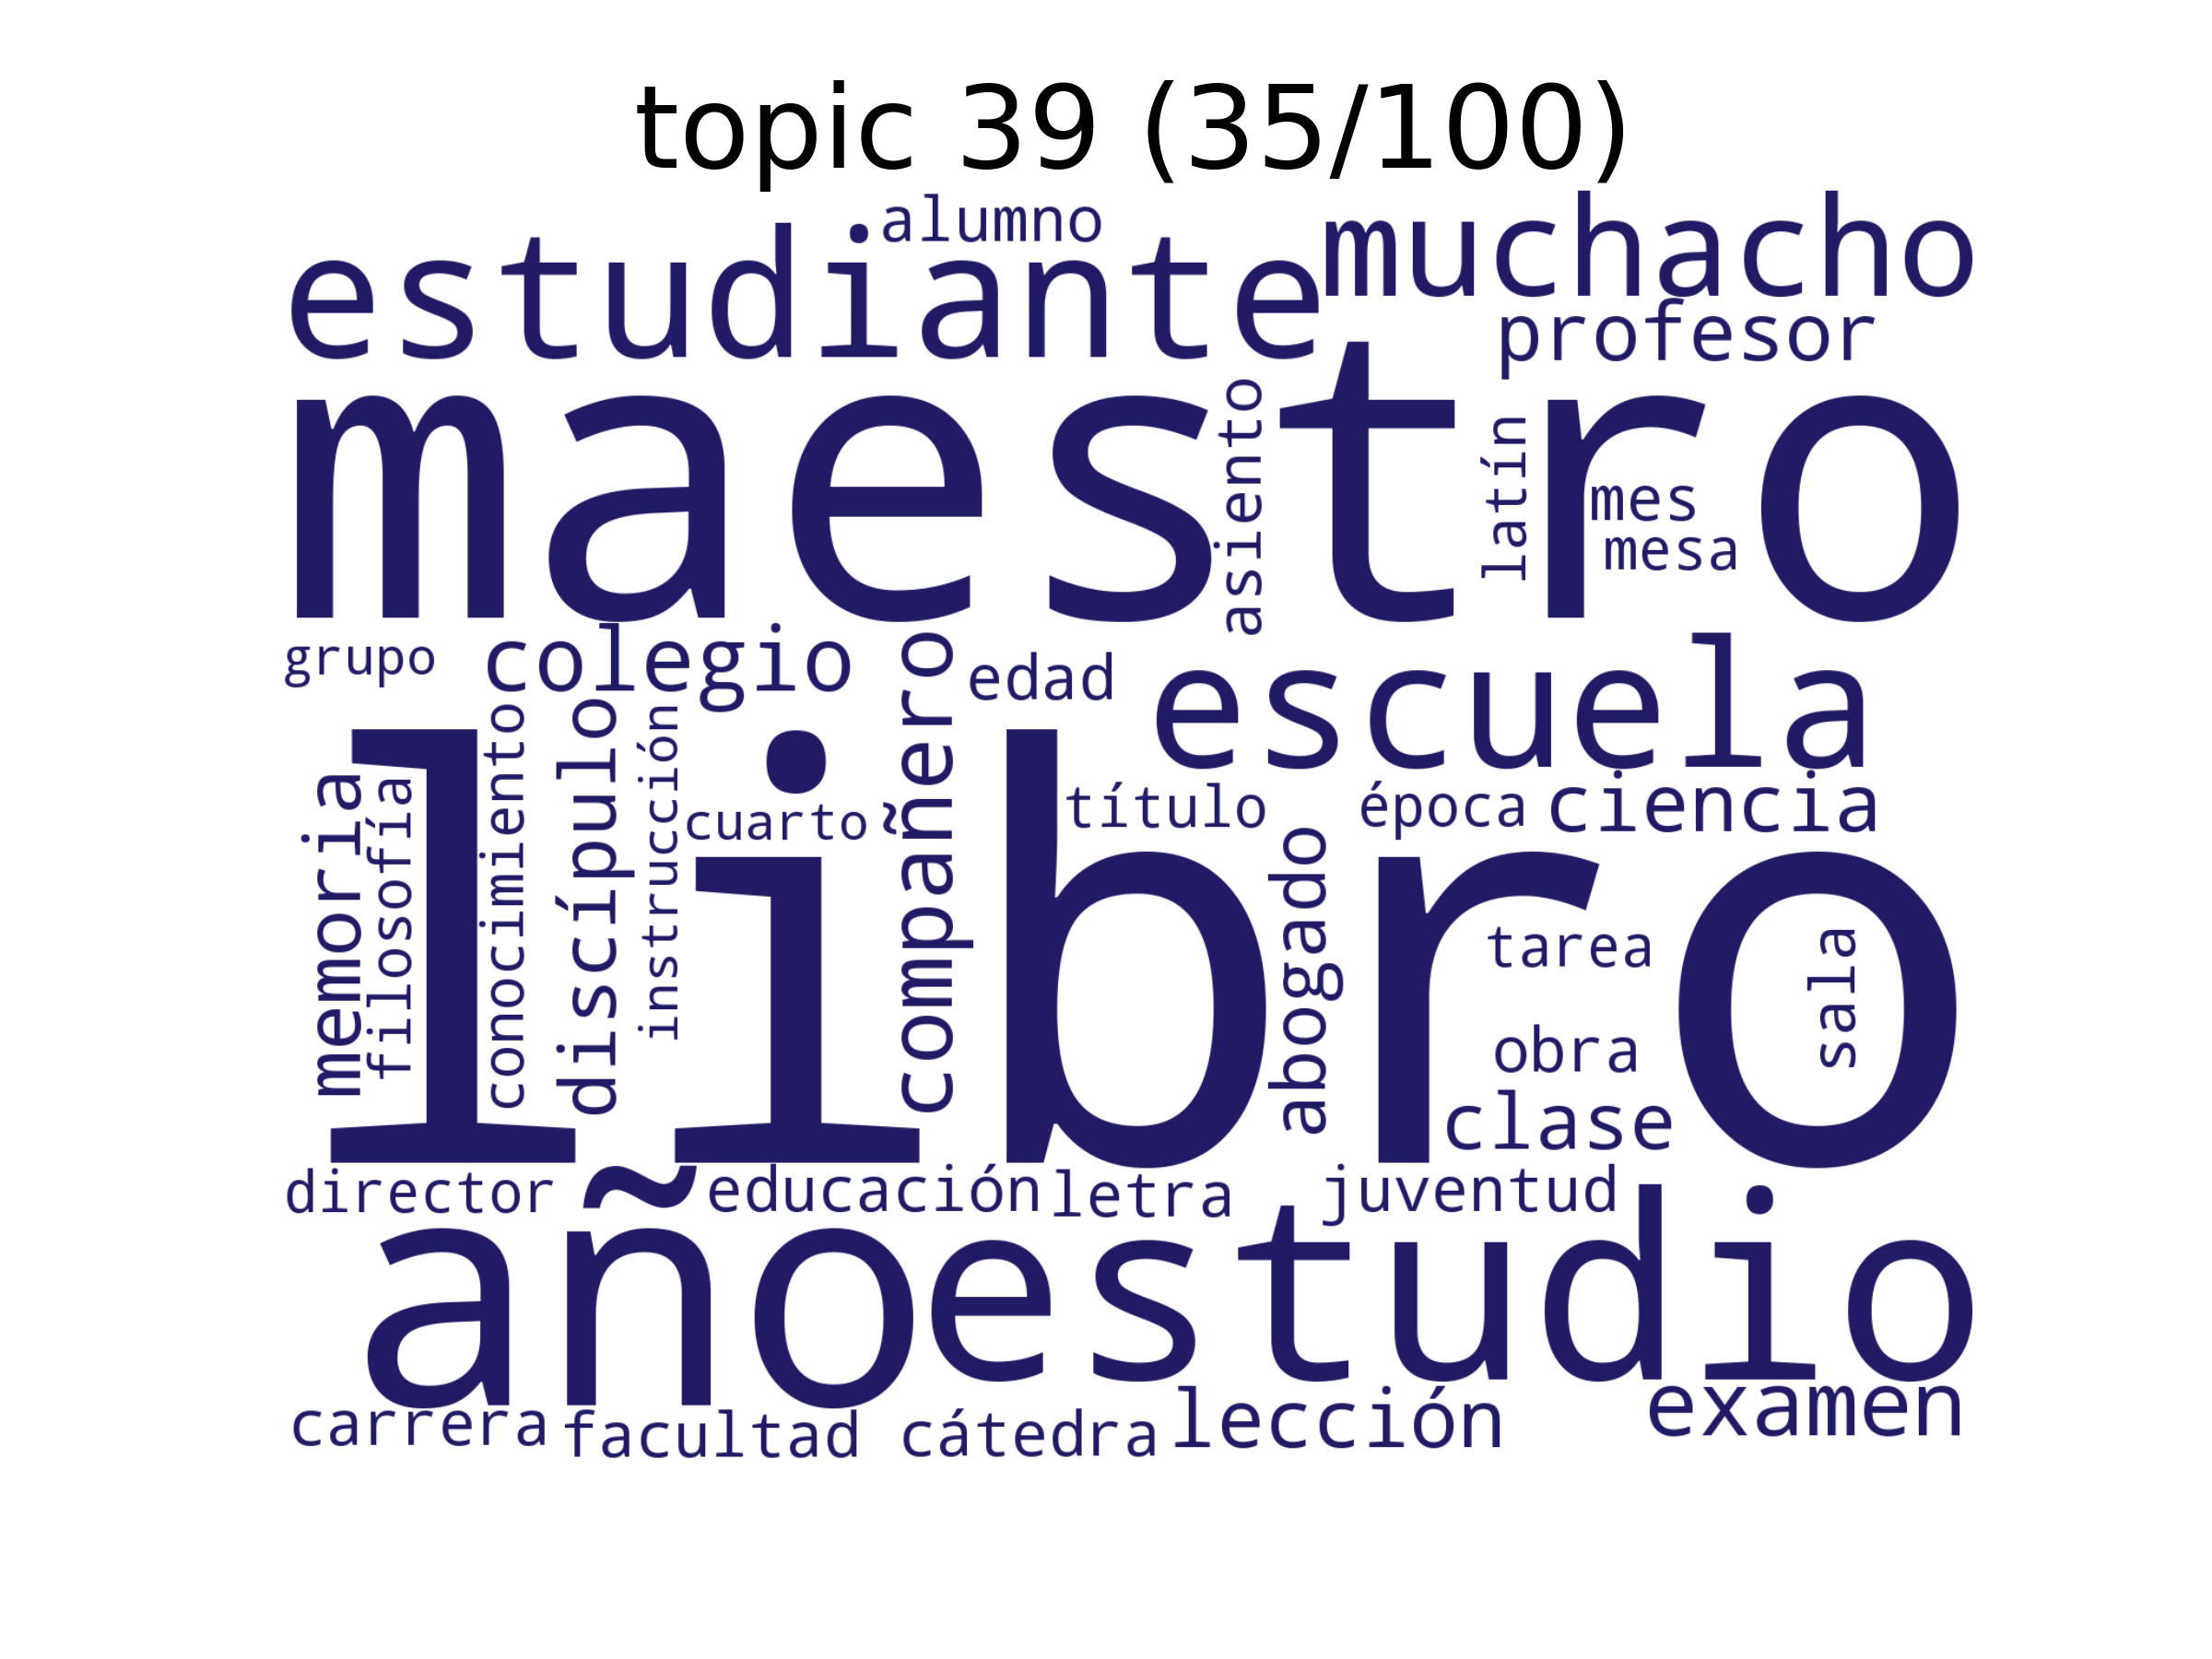 topic 39 (35/100)
alumno
muchacho
estudiante
profesor
maestro
asiento
latín
mes
mesa
grupo
colegio
compañero
edad
escuela
memoria
filosofía
conocimiento
discípulo
instrucción
cuarto
título
época
ciencia
libro
abogado
tarea
sala
obra
clase
director
educación
letra
juventud
año
estudio
carrera
facultad
cátedra
lección
examen